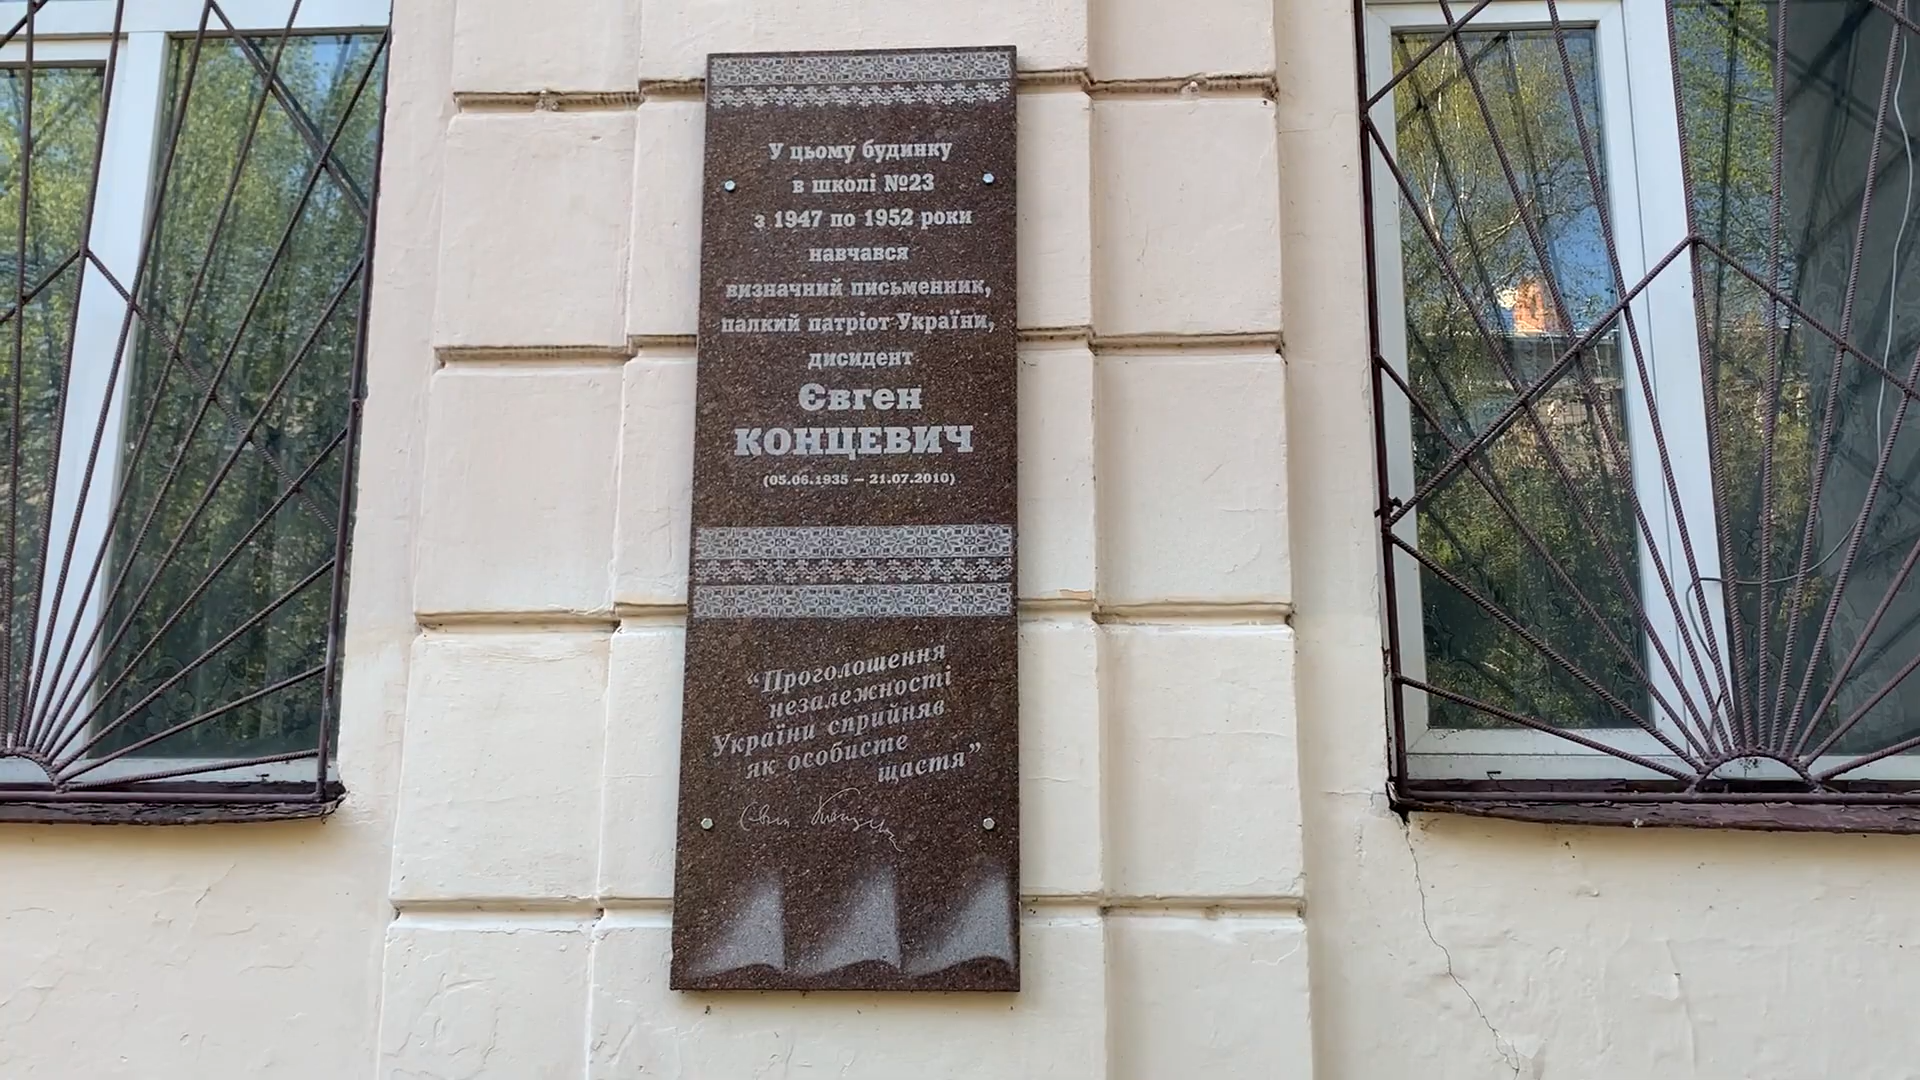 У цьому будинку
в школі №23
з 1947 по 1952 роки
навчався
визначний письменник,
палкий патріот України,
дисидент
Євген
КОНЦЕВИЧ
(05.06.1935 – 21.07.2010)
“Проголошення
незалежності
України сприйняв
як особисте
щастя”